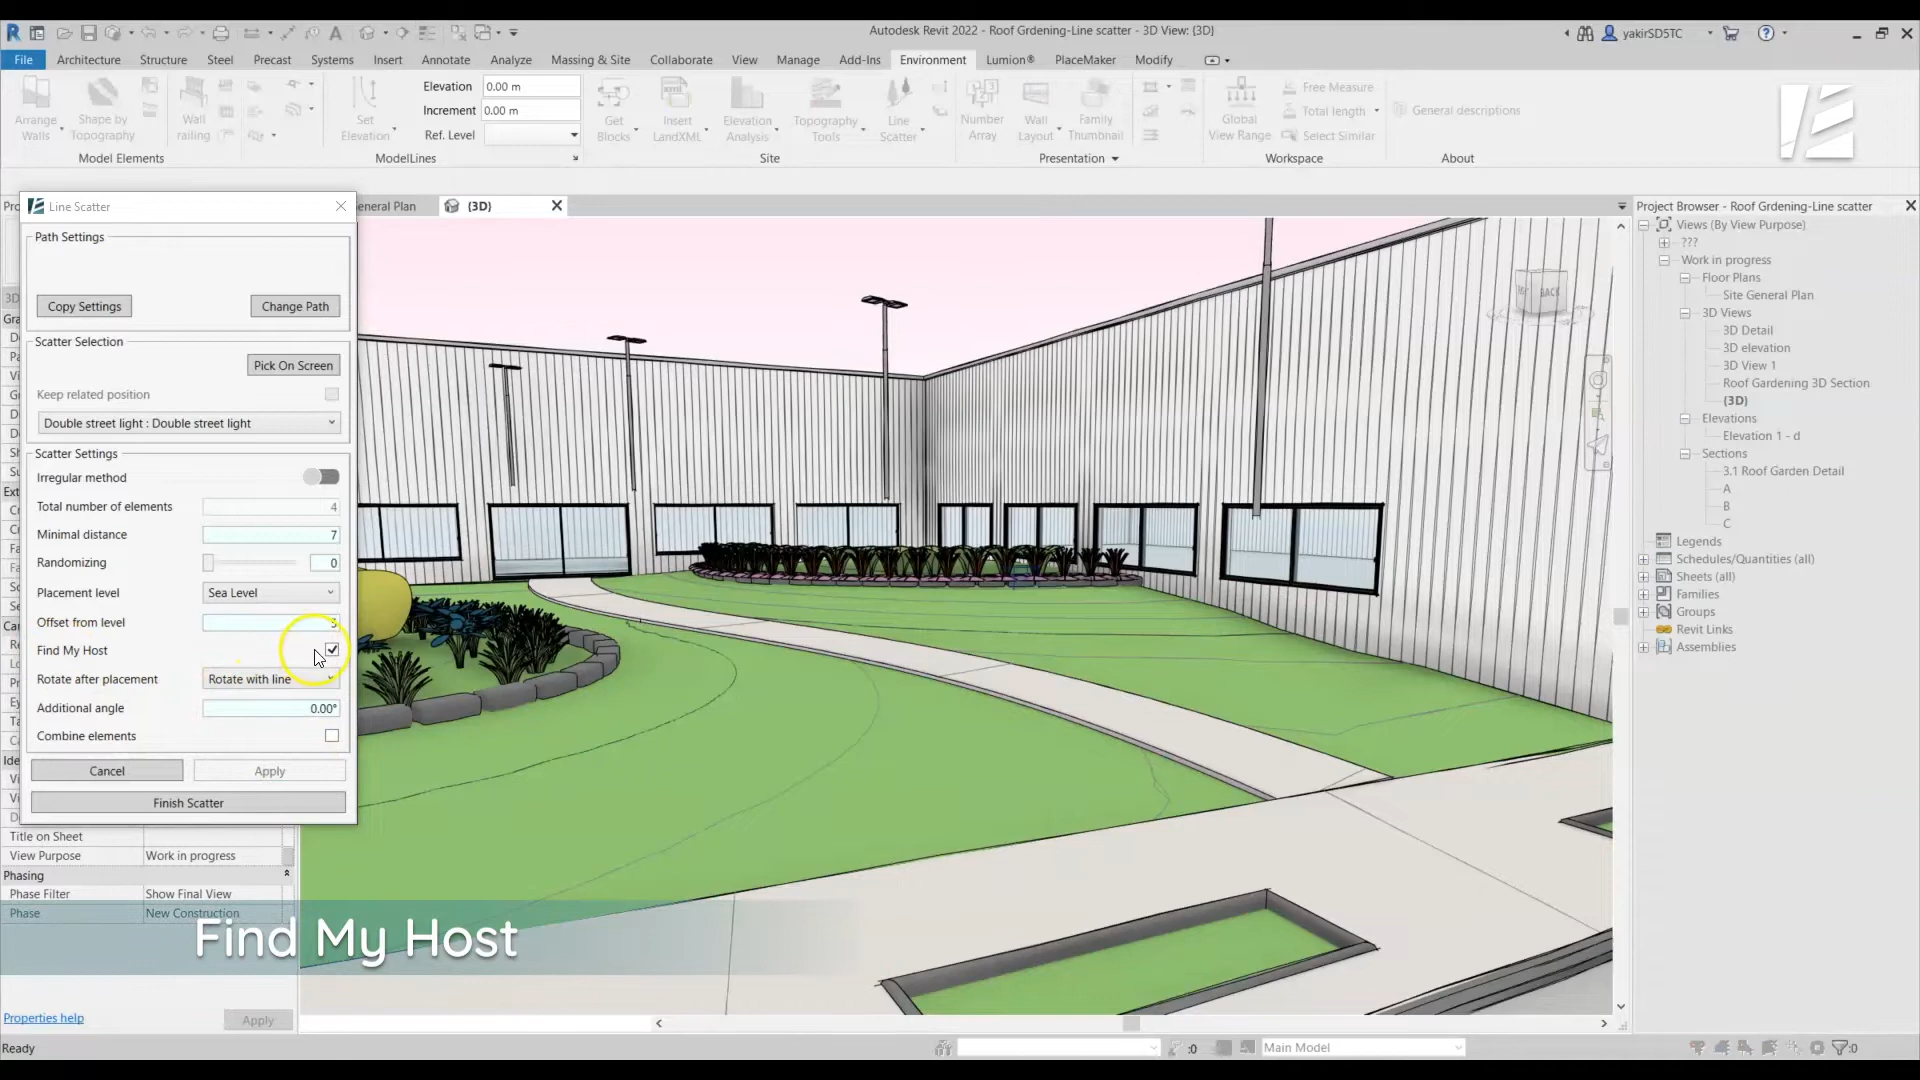 Autodesk Revit 2022 - Roof Grdening-Line scatter - 3D View: {3D}
yakirSD5TC
File Architecture Structure Steel Precast Systems Insert Annotate Analyze Massing & Site Collaborate View Manage Add-Ins Environment Lumion® PlaceMaker Modify
Arrange Walls
Shape by Topography
Wall railing
Model Elements
Set Elevation
Elevation 0.00 m
Increment 0.00 m
Ref. Level
ModelLines
Get Blocks
Insert LandXML
Elevation Analysis
Topography Tools
Line Scatter
Site
Number Array
Wall Layout
Family Thumbnail
Presentation
Global View Range
Free Measure
Total length
Select Similar
Workspace
General descriptions
About
Line Scatter
Path Settings
Copy Settings
Change Path
Scatter Selection
Pick On Screen
Keep related position
Double street light : Double street light
Scatter Settings
Irregular method
Total number of elements 4
Minimal distance 7
Randomizing 0
Placement level Sea Level
Offset from level 5
Find My Host
Rotate after placement Rotate with line
Additional angle 0.00°
Combine elements
Cancel
Apply
Finish Scatter
Title on Sheet
View Purpose Work in progress
Phasing
Phase Filter Show Final View
Phase New Construction
Find My Host
Properties help
Apply
Ready
eneral Plan
{3D}
BACK
:0
Main Model
:0
Project Browser - Roof Grdening-Line scatter
Views (By View Purpose)
???
Work in progress
Floor Plans
Site General Plan
3D Views
3D Detail
3D elevation
3D View 1
Roof Gardening 3D Section
{3D}
Elevations
Elevation 1 - d
Sections
3.1 Roof Garden Detail
A
B
C
Legends
Schedules/Quantities (all)
Sheets (all)
Families
Groups
Revit Links
Assemblies